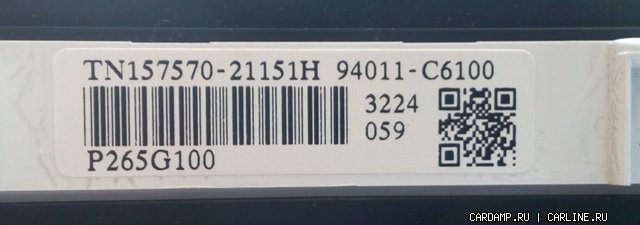 TN157570-21151H 94011-C6100
3224
059
P265G100
CARDAMP.RU | CARLINE.RU